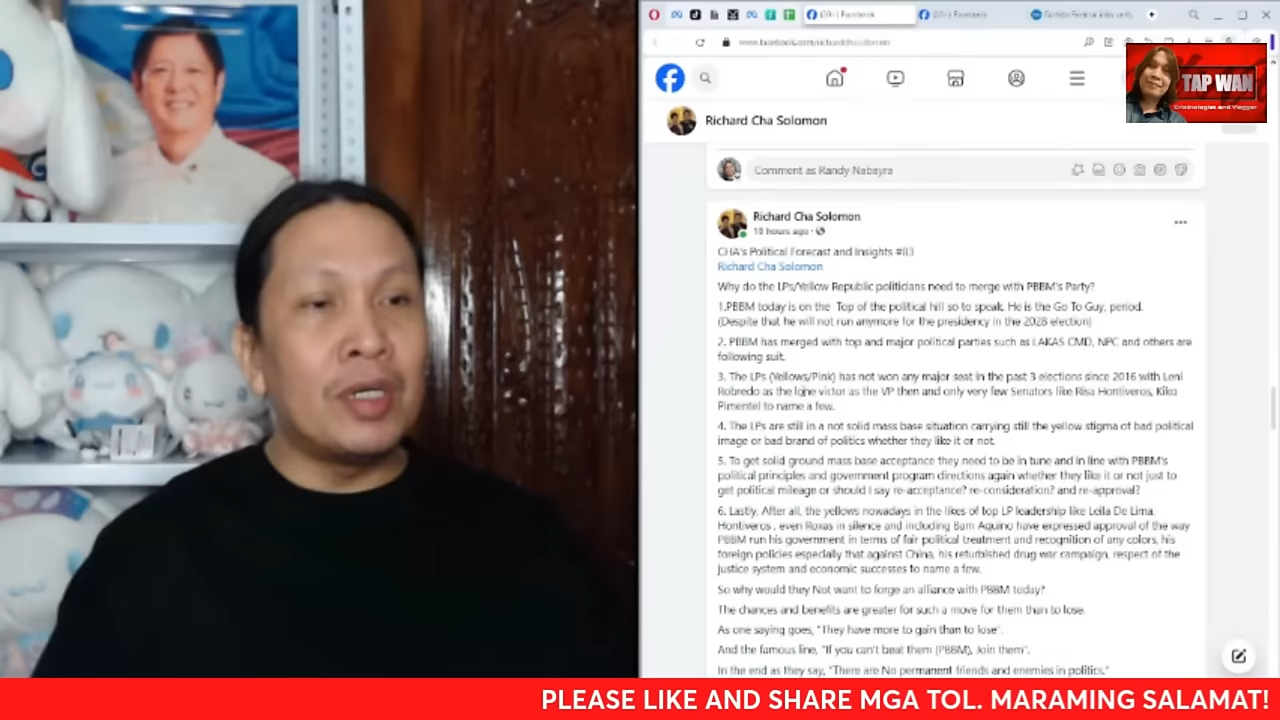 (20+) Facebook
(20+) Facebook
www.facebook.com/richardcha.solomon
TAP WAN
Criminologist and Vlogger
Richard Cha Solomon
Comment as Randy Nabayra
Richard Cha Solomon
18 hours ago
CHA's Political Forecast and Insights #83
Richard Cha Solomon
Why do the LPs/Yellow Republic politicians need to merge with PBBM's Party?
1.PBBM today is on the Top of the political hill so to speak. He is the Go To Guy, period.
(Despite that he will not run anymore for the presidency in the 2028 election)
2. PBBM has merged with top and major political parties such as LAKAS CMD, NPC and others are
following suit.
3. The LPs (Yellows/Pink) has not won any major seat in the past 3 elections since 2016 with Leni
Robredo as the lone victor as the VP then and only very few Senators like Risa Hontiveros, Kiko
Pimentel to name a few.
4. The LPs are still in a not solid mass base situation carrying still the yellow stigma of bad political
image or bad brand of politics whether they like it or not.
5. To get solid ground mass base acceptance they need to be in tune and in line with PBBM's
political principles and government program directions again whether they like it or not just to
get political mileage or should I say re-acceptance? re-consideration? and re-approval?
6. Lastly, After all, the yellows nowadays in the likes of top LP leadership like Leila De Lima,
Hontiveros , even Roxas in silence and including Bam Aquino have expressed approval of the way
PBBM run his government in terms of fair political treatment and recognition of any colors, his
foreign policies especially that against China, his refurbished drug war campaign, respect of the
justice system and economic successes to name a few.
So why would they Not want to forge an alliance with PBBM today?
The chances and benefits are greater for such a move for them than to lose.
As one saying goes, "They have more to gain than to lose".
And the famous line, "If you can't beat them (PBBM), Join them".
In the end as they say, "There are No permanent friends and enemies in politics."
PLEASE LIKE AND SHARE MGA TOL. MARAMING SALAMAT!